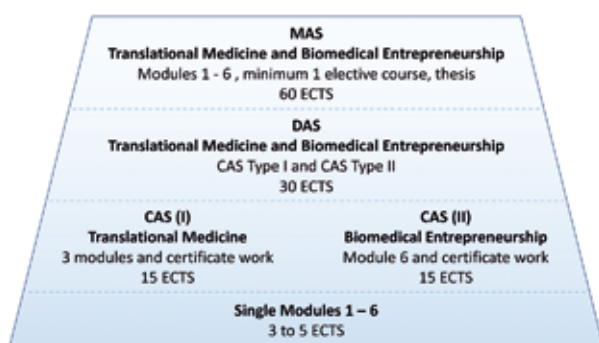 MAS
Translational Medicine and Biomedical Entrepreneurship
Modules 1 - 6 , minimum 1 elective course, thesis
60 ECTS
DAS
Translational Medicine and Biomedical Entrepreneurship
CAS Type I and CAS Type II
30 ECTS
CAS (I)
Translational Medicine
3 modules and certificate work
15 ECTS
CAS (II)
Biomedical Entrepreneurship
Module 6 and certificate work
15 ECTS
Single Modules 1 – 6
3 to 5 ECTS